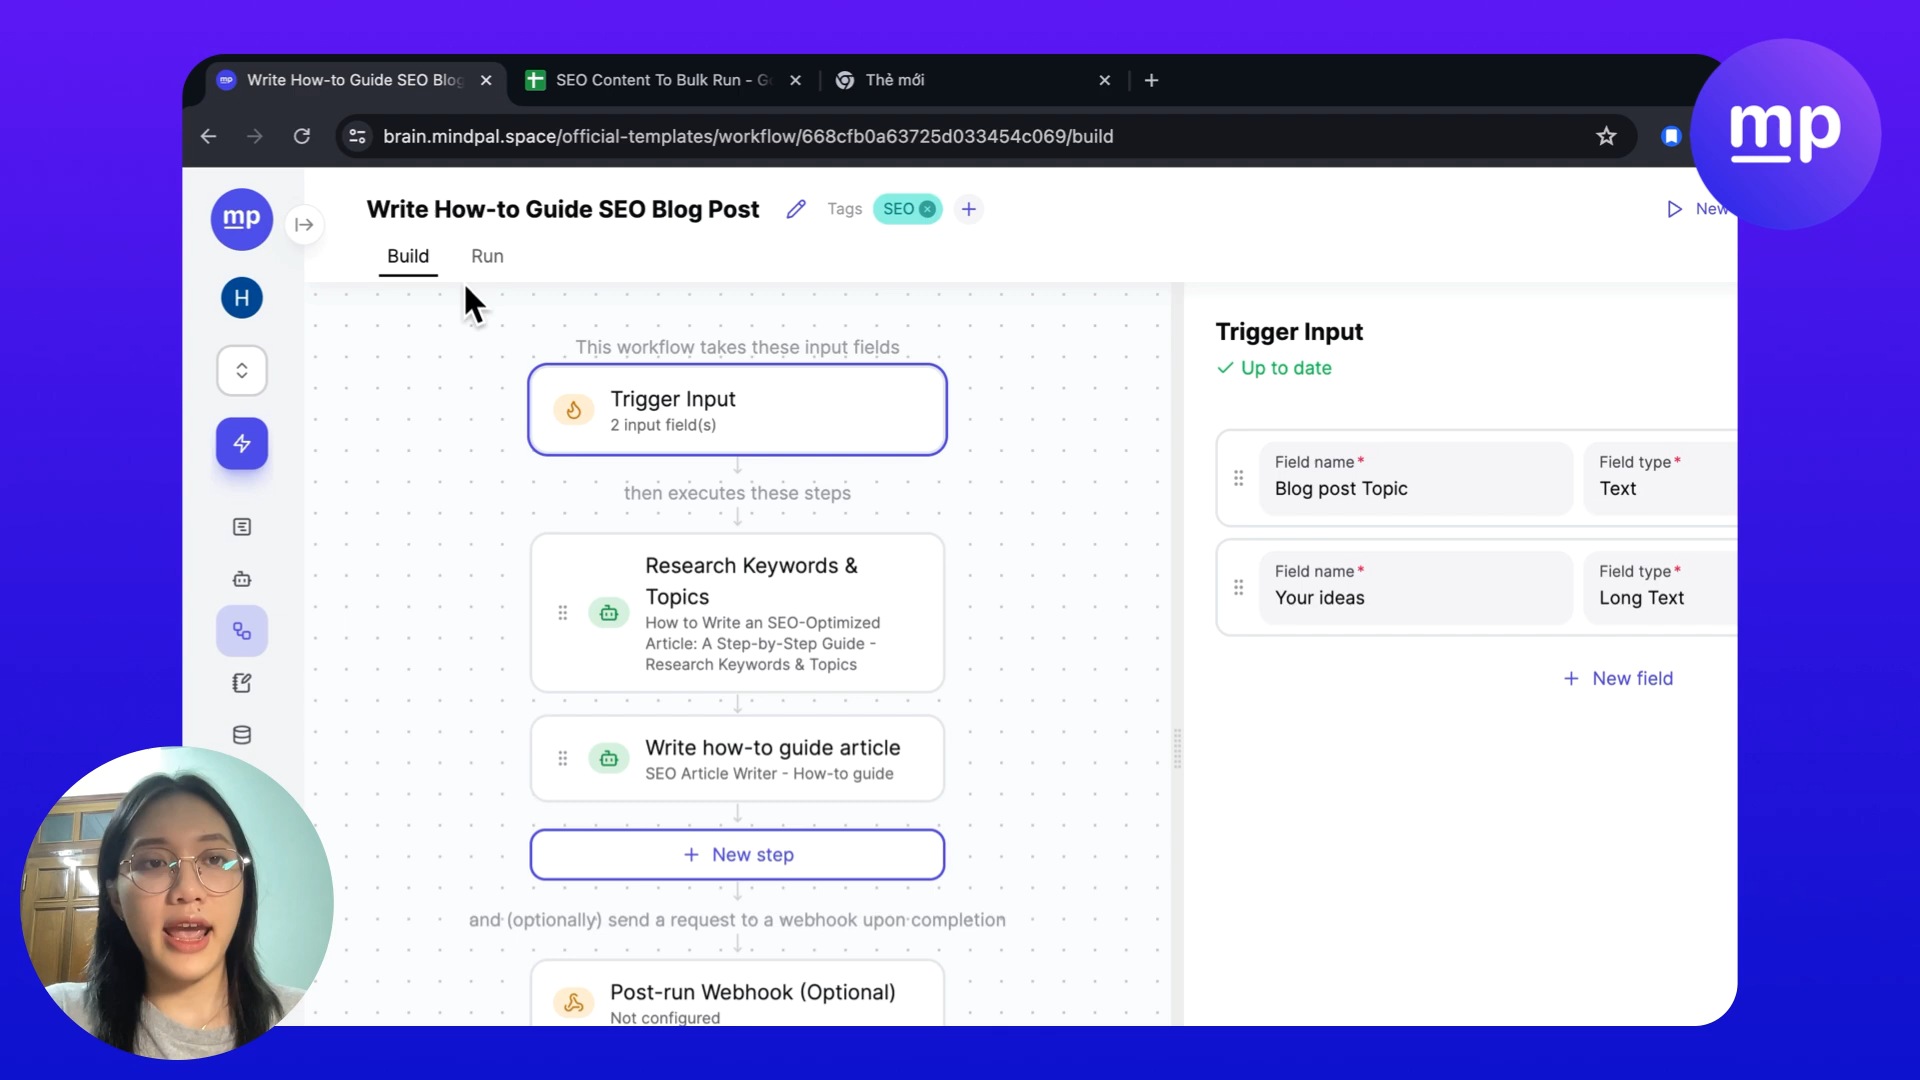 Write How-to Guide SEO Blog
SEO Content To Bulk Run - Go
Thẻ mới
brain.mindpal.space/official-templates/workflow/668cfb0a63725d033454c069/build
mp
mp
Write How-to Guide SEO Blog Post
Tags
SEO
New
Build
Run
H
This workflow takes these input fields
Trigger Input
2 input field(s)
then executes these steps
Research Keywords &
Topics
How to Write an SEO-Optimized
Article: A Step-by-Step Guide -
Research Keywords & Topics
Write how-to guide article
SEO Article Writer - How-to guide
New step
and (optionally) send a request to a webhook upon completion
Post-run Webhook (Optional)
Not configured
Trigger Input
Up to date
Field name*
Blog post Topic
Field type*
Text
Field name*
Your ideas
Field type*
Long Text
New field